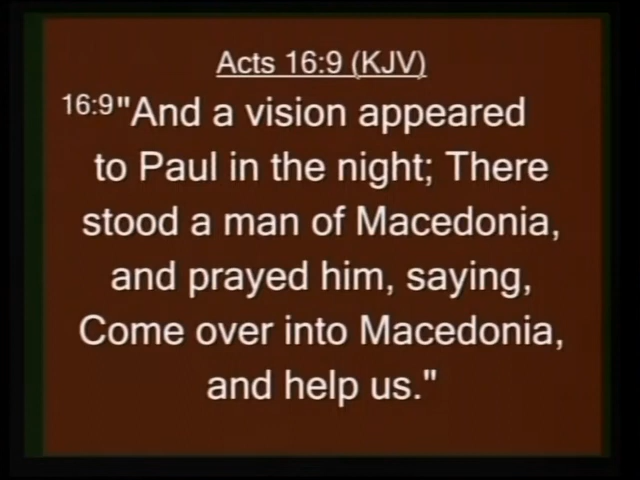 Acts 16:9 (KJV)
16:9"And a vision appeared
to Paul in the night; There
stood a man of Macedonia,
and prayed him, saying,
Come over into Macedonia,
and help us."